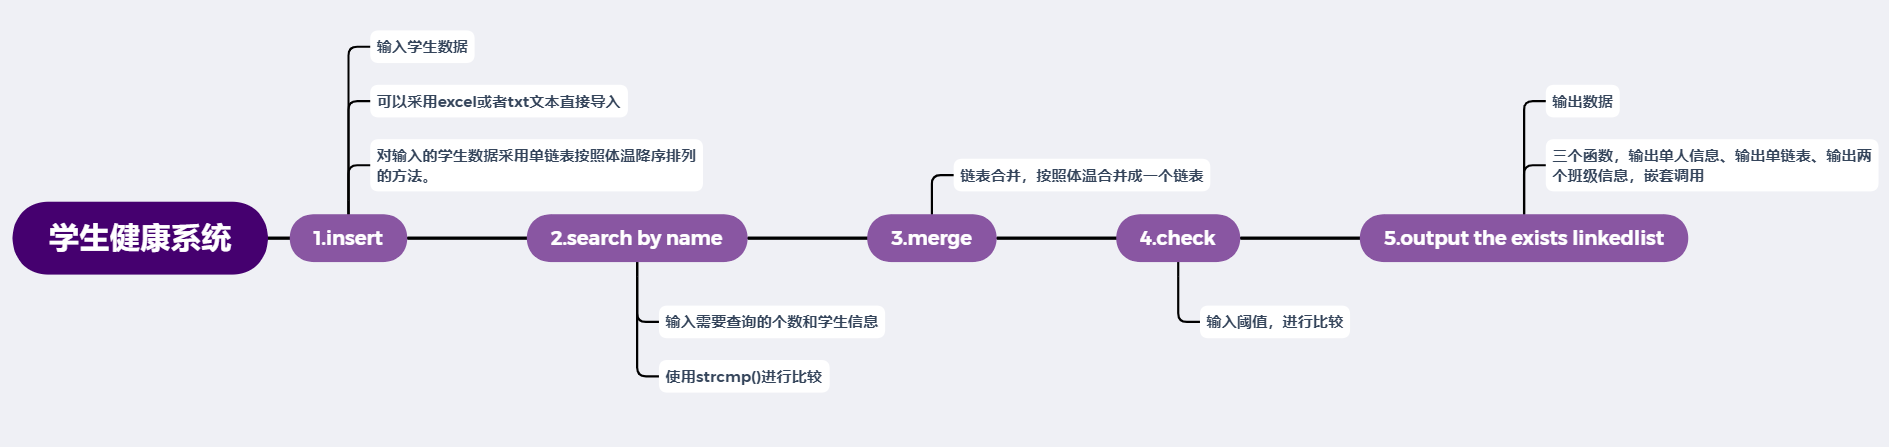 输入学生数据
可以采用excel或者txt文本直接导入
对输入的学生数据采用单链表按照体温降序排列
的方法。
链表合并，按照体温合并成一个链表
输出数据
三个函数，输出单人信息、输出单链表、输出两
个班级信息，嵌套调用
学生健康系统
1.insert
2.search by name
3.merge
4.check
5.output the exists linkedlist
输入需要查询的个数和学生信息
使用strcmp()进行比较
输入阈值，进行比较